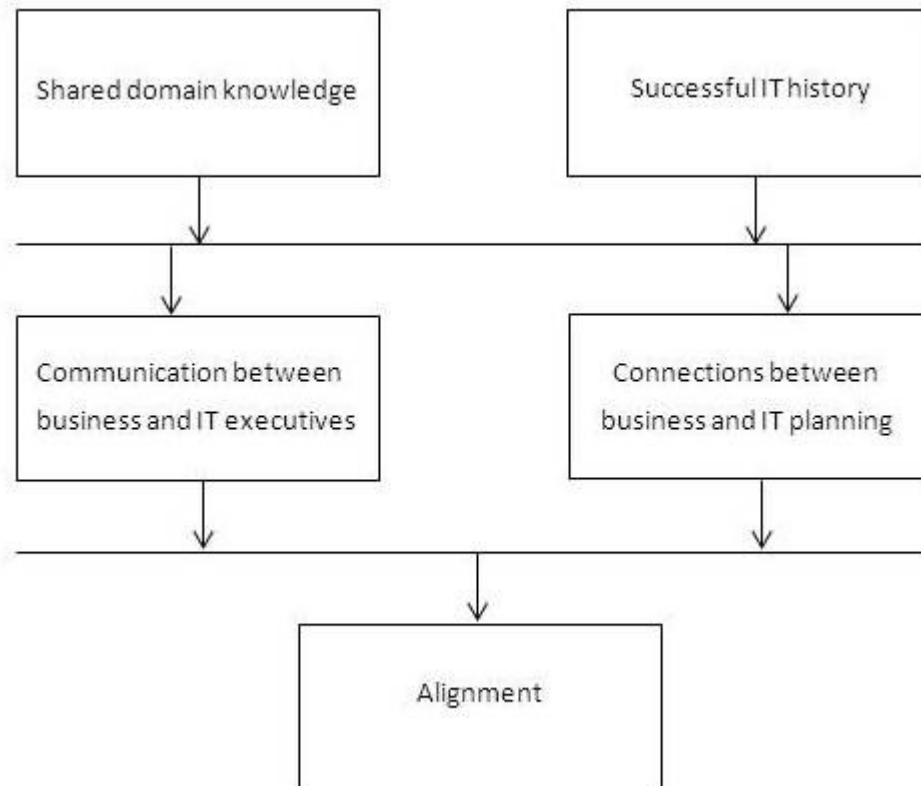 Shared domain knowledge
Successful IT history
Communication between
business and IT executives
Connections between
business and IT planning
Alignment